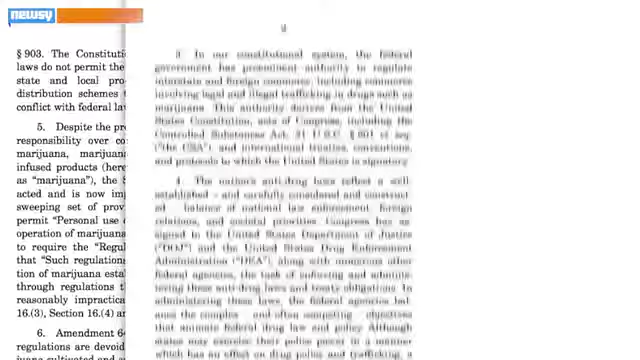 newsy
§ 903. The Constituti
laws do not permit the
state and local pro
distribution schemes t
conflict with federal la
5. Despite the pr
responsibility over co
marijuana, marijuana
infused products (here
as “marijuana”), the S
acted and is now imp
sweeping set of prov
permit “Personal use o
operation of marijuana
to require the “Regu
that “Such regulations
tion of marijuana estal
through regulations t
reasonably impractica
16.(3), Section 16.(4) an
6. Amendment 64
regulations are devoid
2
3. In our constitutional system, the federal
government has preeminent authority to regulate
interstate and foreign commerce, including commerce
involving legal and illegal trafficking in drugs such as
marijuana. This authority derives from the United
States Constitution, acts of Congress, including the
Controlled Substances Act, 21 U.S.C. § 801 et seq.
(“the CSA”), and international treaties, conventions,
and protocols to which the United States is signatory.
4. The nation’s anti-drug laws reflect a well-
established – and carefully considered and construct-
ed – balance of national law enforcement, foreign
relations, and societal priorities. Congress has as-
signed to the United States Department of Justice
(“DOJ”) and the United States Drug Enforcement
Administration (“DEA”), along with numerous other
federal agencies, the task of enforcing and adminis-
tering these anti-drug laws and treaty obligations. In
administering these laws, the federal agencies bal-
ance the complex – and often competing – objectives
that animate federal drug law and policy. Although
states may exercise their police power in a manner
which has an effect on drug policy and trafficking, a